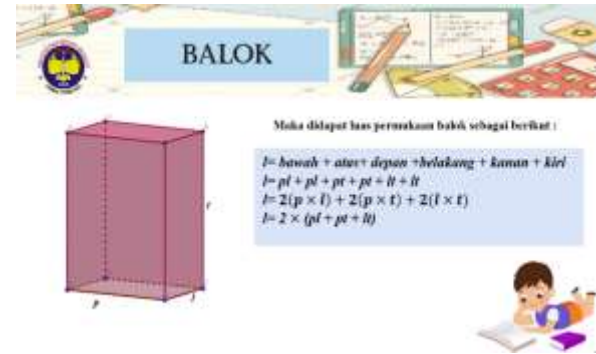 BALOK
Maka didapat luas permukaan balok sebagai berikut :
l= bawah + atas+ depan +belakang + kanan + kiri
l= pl + pl + pt + pt + lt + lt
l= 2(p × l) + 2(p × t) + 2(l × t)
l= 2 × (pl + pt + lt)
t
p
l